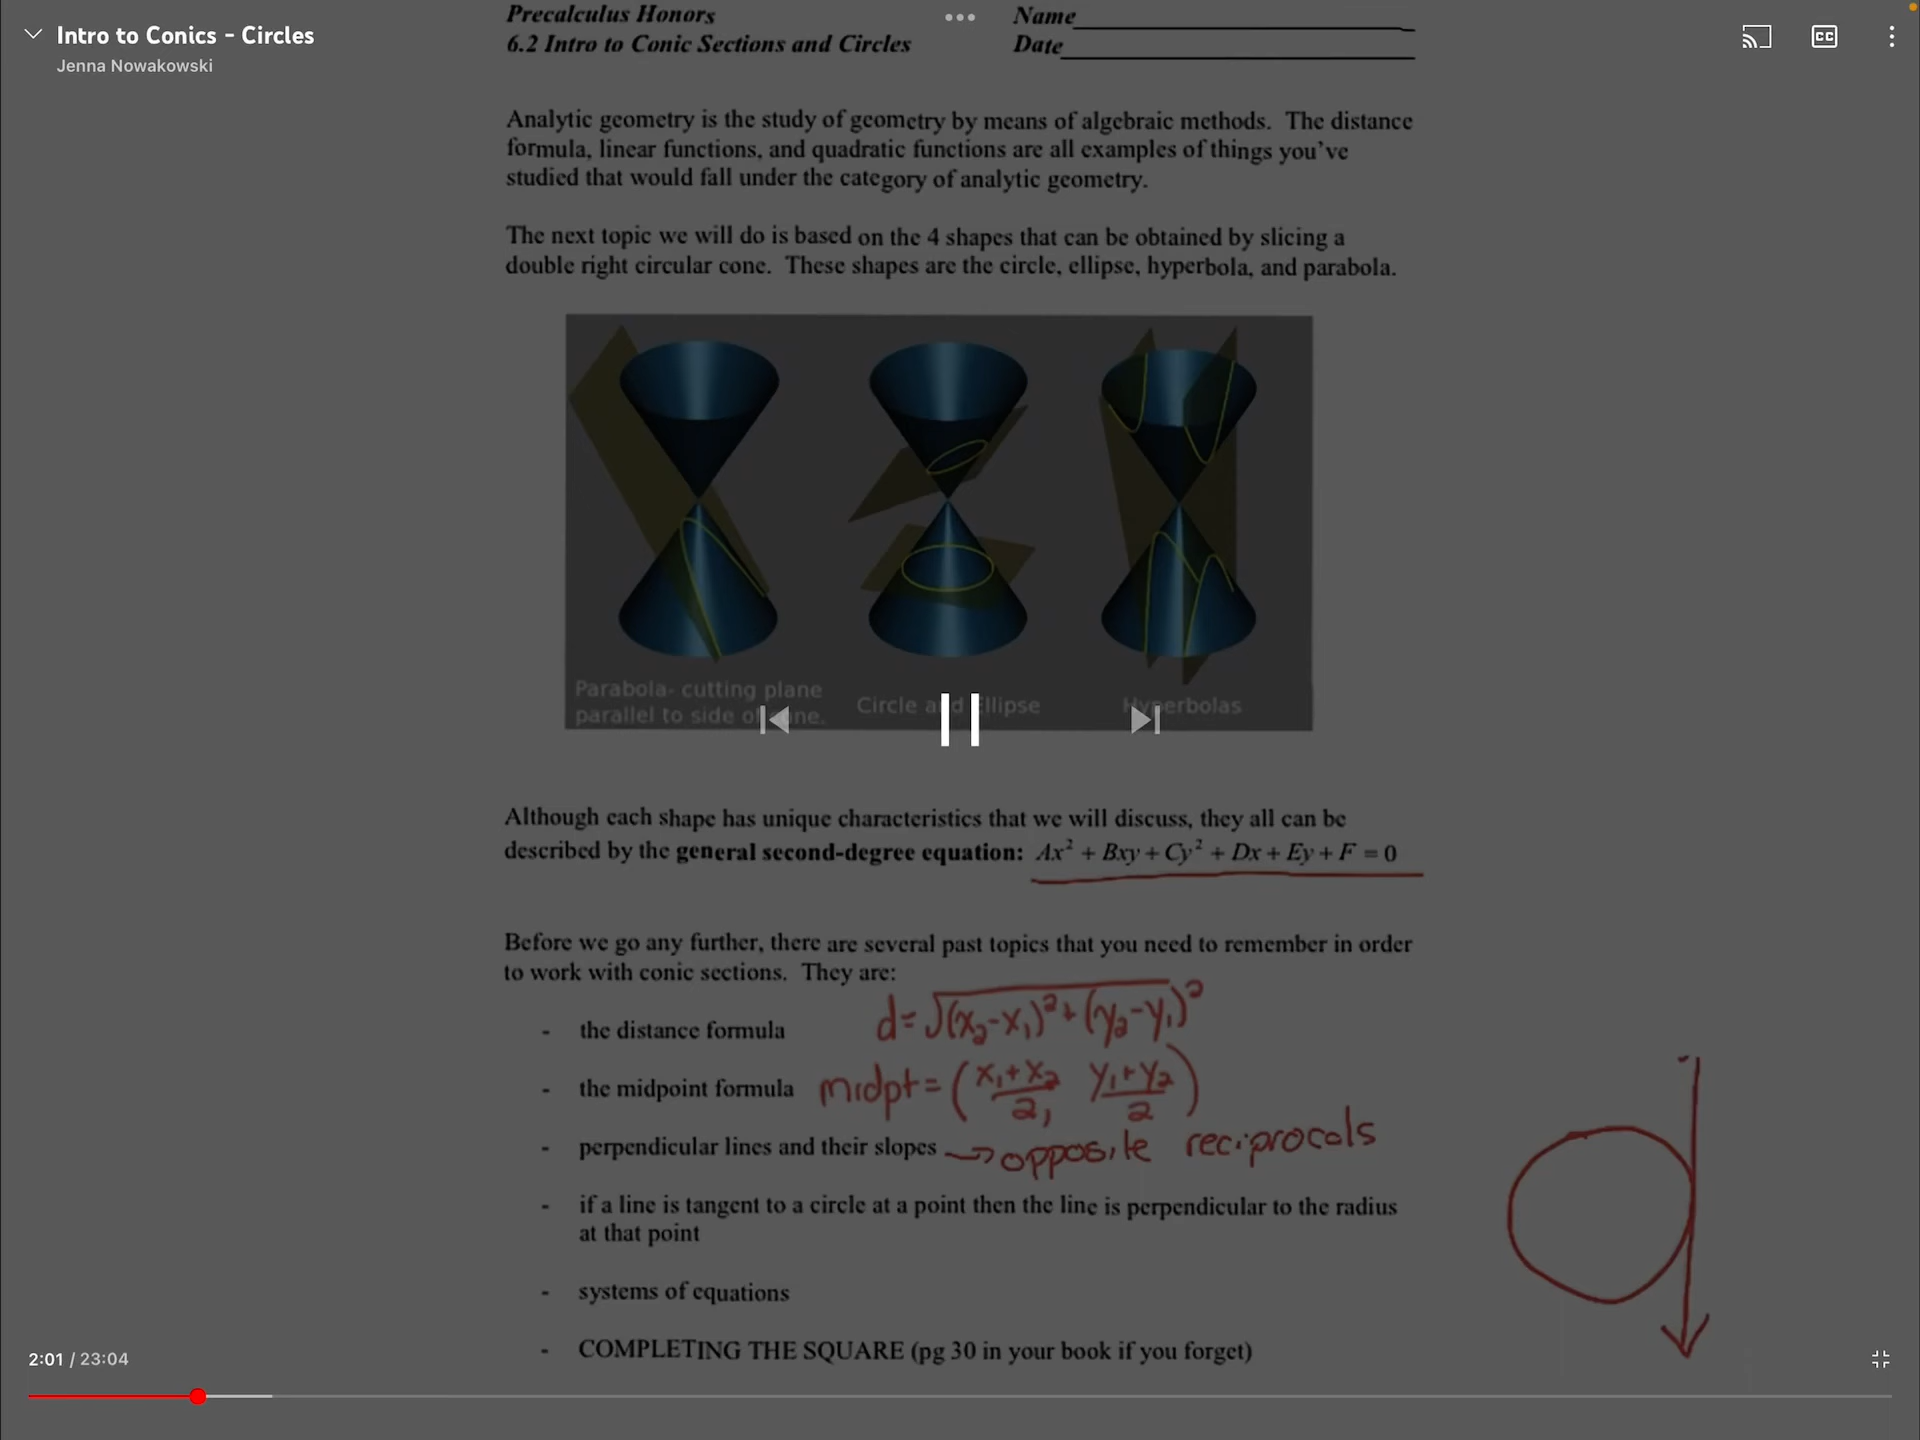 Intro to Conics - Circles
Jenna Nowakowski
CC
Precalculus Honors
Name
6.2 Intro to Conic Sections and Circles
Date
Analytic geometry is the study of geometry by means of algebraic methods. The distance
formula, linear functions, and quadratic functions are all examples of things you've
studied that would fall under the category of analytic geometry.
The next topic we will do is based on the 4 shapes that can be obtained by slicing a
double right circular cone. These shapes are the circle, ellipse, hyperbola, and parabola.
Parabola- cutting plane
parallel to side of cone.
Circle and Ellipse
Hyperbolas
Although each shape has unique characteristics that we will discuss, they all can be
described by the general second-degree equation: Ax² + Bxy + Cy² + Dx + Ey + F = 0
Before we go any further, there are several past topics that you need to remember in order
to work with conic sections. They are:
- the distance formula d = √(x₂-x₁)² + (y₂-y₁)²
- the midpoint formula midpt = (x₁+x₂/2, y₁+y₂/2)
- perpendicular lines and their slopes → opposite reciprocals
- if a line is tangent to a circle at a point then the line is perpendicular to the radius
at that point
- systems of equations
- COMPLETING THE SQUARE (pg 30 in your book if you forget)
2:01 / 23:04